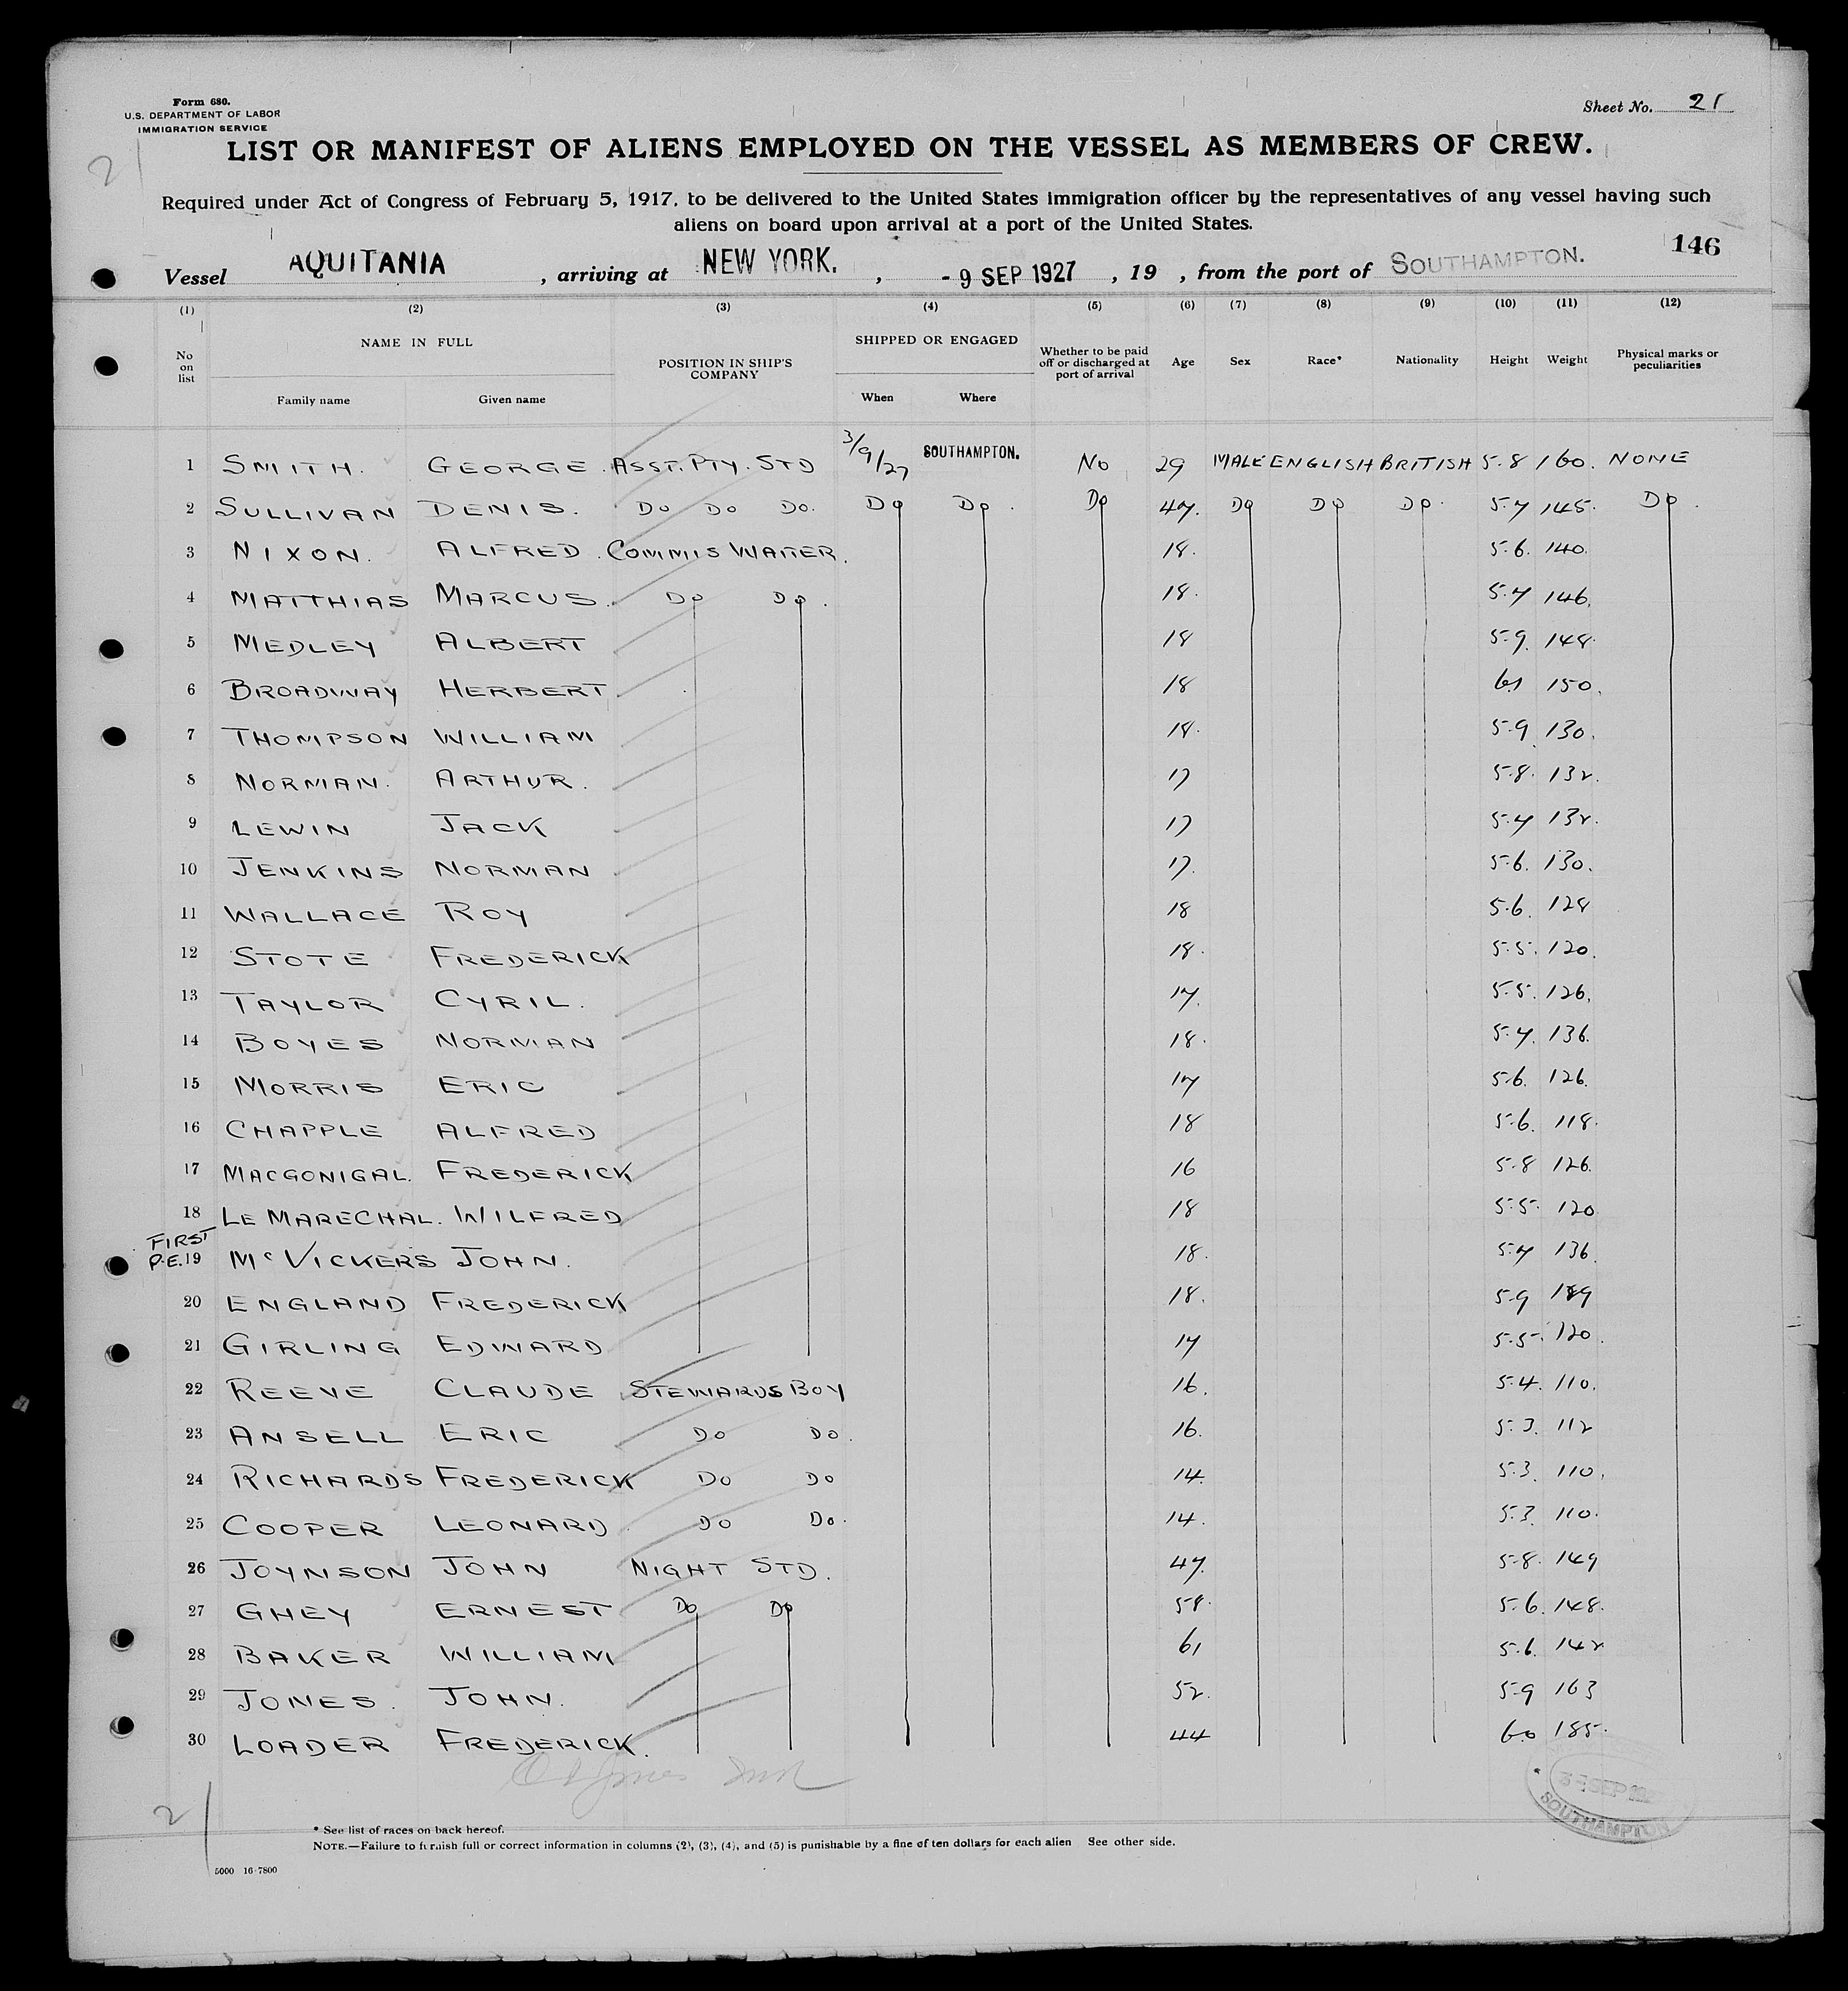 Form 680.
U.S. DEPARTMENT OF LABOR
IMMIGRATION SERVICE
Sheet No. 21
21
LIST OR MANIFEST OF ALIENS EMPLOYED ON THE VESSEL AS MEMBERS OF CREW.
Required under Act of Congress of February 5, 1917, to be delivered to the United States immigration officer by the representatives of any vessel having such
aliens on board upon arrival at a port of the United States.
146
Vessel AQUITANIA , arriving at NEW YORK. , - 9 SEP 1927 , 19 , from the port of SOUTHAMPTON.
(1) (2) (3) (4) (5) (6) (7) (8) (9) (10) (11) (12)
No on list NAME IN FULL Family name Given name POSITION IN SHIP'S COMPANY SHIPPED OR ENGAGED When Where Whether to be paid off or discharged at port of arrival Age Sex Race* Nationality Height Weight Physical marks or peculiarities
1 SMITH. GEORGE. ASST. PTY. STD 3/9/27 SOUTHAMPTON. No 29 MALE ENGLISH BRITISH 5.8 160. NONE
2 SULLIVAN DENIS. Do Do Do. Do Do. Do 47. Do Do Do. 5.7 145. Do.
3 NIXON. ALFRED. COMMIS WAITER. 18. 5.6. 140.
4 MATTHIAS MARCUS. Do Do. 18. 5.7 146.
5 MEDLEY ALBERT 18 5.9. 148.
6 BROADWAY HERBERT. 18 6.1 150.
7 THOMPSON WILLIAM 18. 5.9 130.
8 NORMAN. ARTHUR. 17 5.8. 132.
9 LEWIN JACK 17 5.7 132.
10 JENKINS NORMAN 17. 5.6. 130.
11 WALLACE ROY 18 5.6. 128
12 STOTE FREDERICK 18. 5.5. 120.
13 TAYLOR CYRIL. 17. 5.5. 126.
14 BOYES NORMAN 18. 5.7. 136.
15 MORRIS ERIC 17 5.6. 126.
16 CHAPPLE ALFRED 18 5.6. 118.
17 MACGONIGAL. FREDERICK 16 5.8 126.
18 LE MARECHAL. WILFRED 18 5.5. 120
FIRST
P.E. 19 McVICKERS JOHN. 18. 5.7 136
20 ENGLAND FREDERICK 18. 5.9
21 GIRLING EDWARD 17 5.5. 120.
22 REEVE CLAUDE STEWARDS BOY 16. 5.4. 110.
23 ANSELL ERIC Do Do. 16. 5.3. 112
24 RICHARDS FREDERICK Do Do 14. 5.3. 110.
25 COOPER LEONARD. Do Do. 14. 5.3. 110.
26 JOYNSON JOHN NIGHT STD. 47. 5.8. 149
27 GHEY ERNEST Do Do 58. 5.6. 148.
28 BAKER WILLIAM 61 5.6. 142
29 JONES. JOHN. 52. 5.9 163
30 LOADER FREDERICK. 44 6.0 185.
SEP
SOUTHAMPTON
21
* See list of races on back hereof.
NOTE.—Failure to furnish full or correct information in columns (2), (3), (4), and (5) is punishable by a fine of ten dollars for each alien See other side.
5000 16-7800